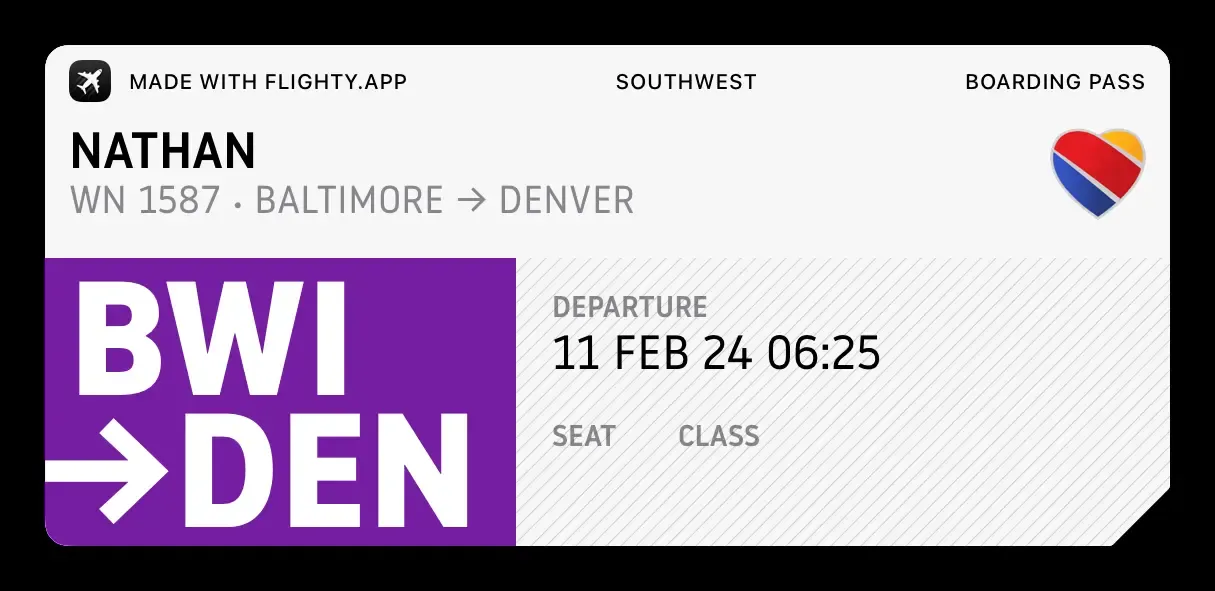 MADE WITH FLIGHTY.APP SOUTHWEST BOARDING PASS
NATHAN
WN 1587 · BALTIMORE → DENVER
BWI
→DEN
DEPARTURE
11 FEB 24 06:25
SEAT CLASS